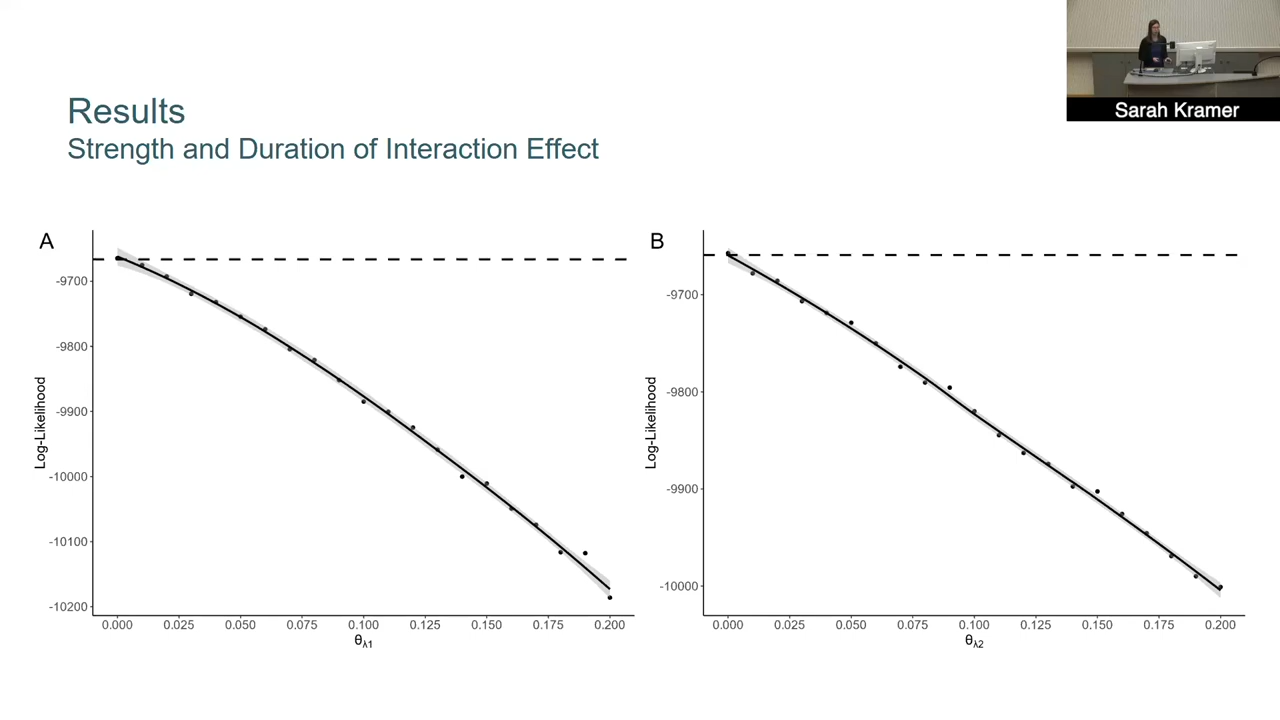 Sarah Kramer
Results
Strength and Duration of Interaction Effect
A
Log-Likelihood
-9700
-9800
-9900
-10000
-10100
-10200
0.000 0.025 0.050 0.075 0.100 0.125 0.150 0.175 0.200
θλ1
B
Log-Likelihood
-9700
-9800
-9900
-10000
0.000 0.025 0.050 0.075 0.100 0.125 0.150 0.175 0.200
θλ2